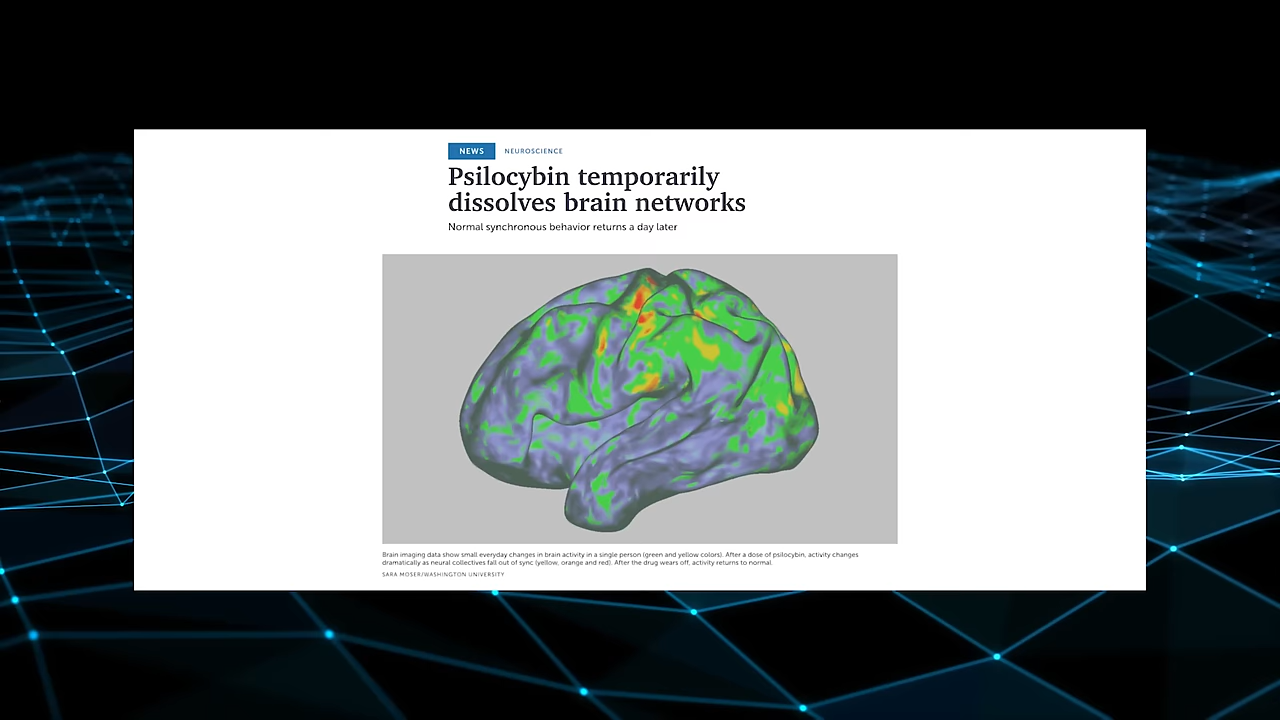 NEWS NEUROSCIENCE
Psilocybin temporarily
dissolves brain networks
Normal synchronous behavior returns a day later
Brain imaging data show small everyday changes in brain activity in a single person (green and yellow colors). After a dose of psilocybin, activity changes
dramatically as neural collectives fall out of sync (yellow, orange and red). After the drug wears off, activity returns to normal.
SARA MOSER/WASHINGTON UNIVERSITY